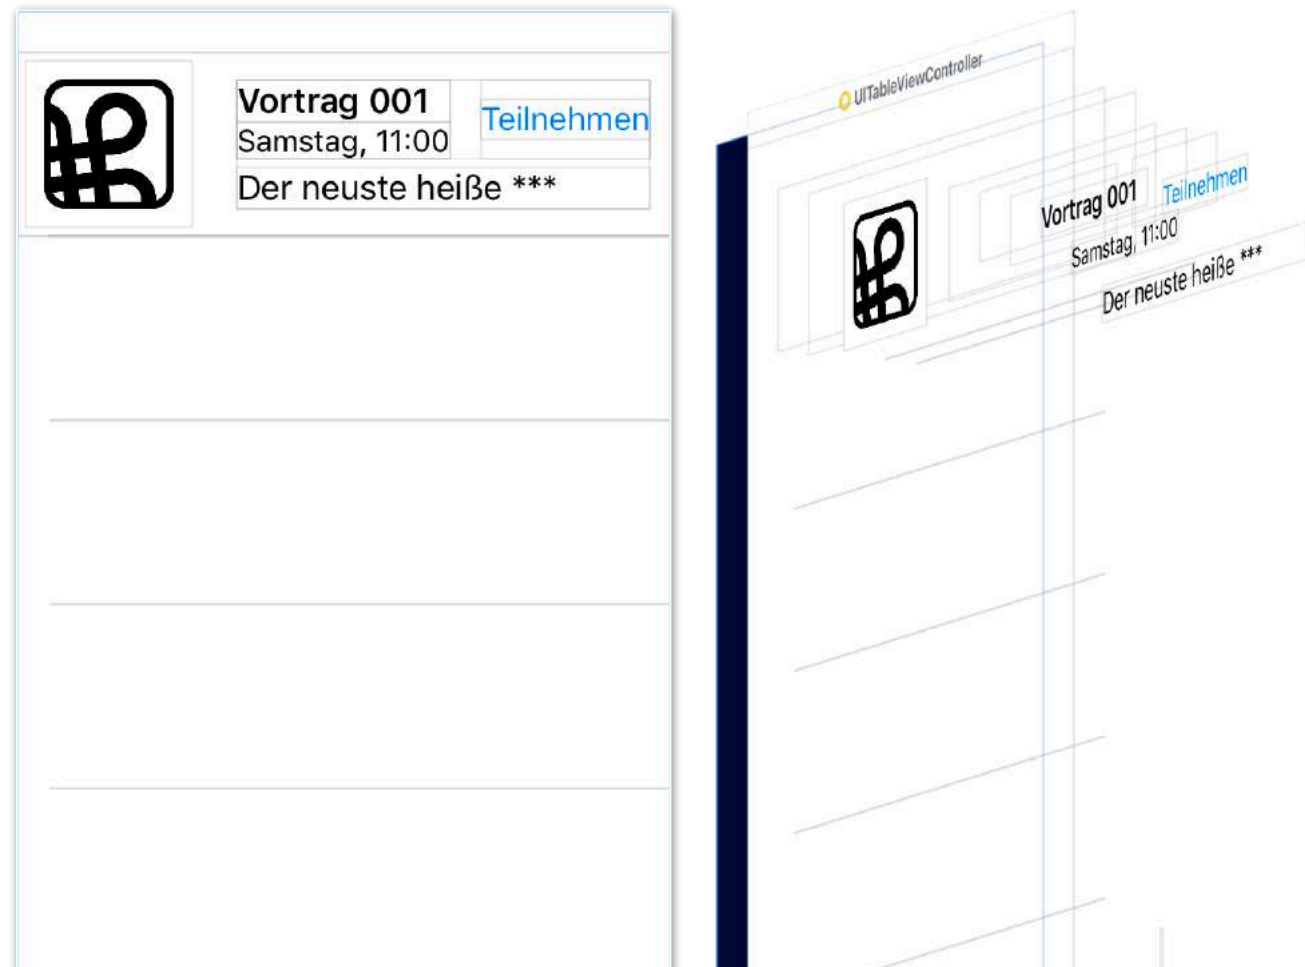 Vortrag 001
Samstag, 11:00
Teilnehmen
Der neuste heiße ***
UITableViewController
Vortrag 001
Teilnehmen
Samstag, 11:00
Der neuste heiße ***